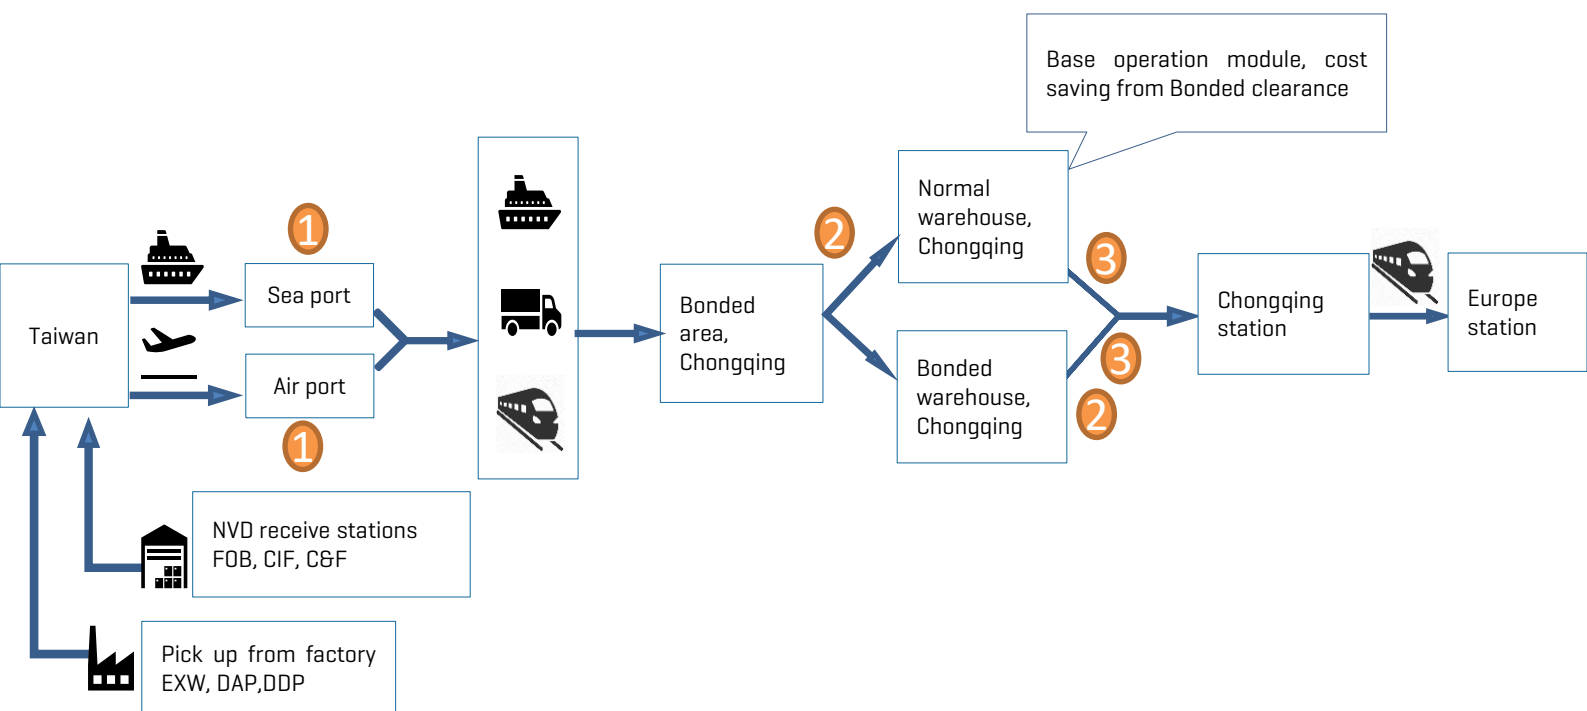 Base operation module, cost
saving from Bonded clearance
Normal
warehouse,
Chongqing
1
2
3
Sea port
Taiwan
Bonded
area,
Chongqing
Chongqing
station
Europe
station
Air port
3
Bonded
warehouse,
Chongqing
2
1
NVD receive stations
FOB, CIF, C&F
Pick up from factory
EXW, DAP,DDP